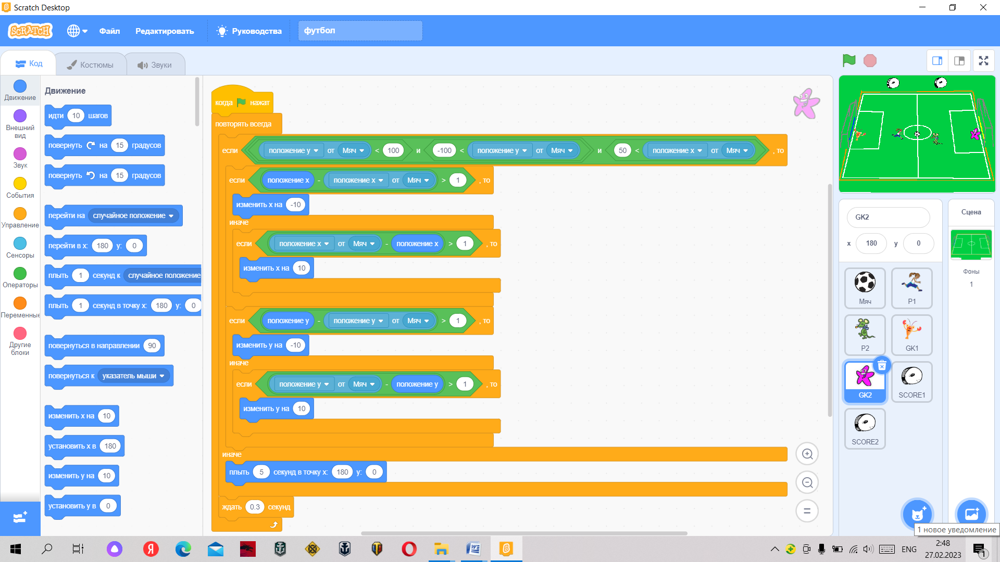 Scratch Desktop
SCRATCH
Файл
Редактировать
Руководства
футбол
Код
Костюмы
Звуки
Движение
Внешний вид
Звук
События
Управление
Сенсоры
Операторы
Переменные
Другие блоки
Движение
идти 10 шагов
повернуть на 15 градусов
повернуть на 15 градусов
перейти на случайное положение
перейти в x: 180 y: 0
плыть 1 секунд к случайное положение
плыть 1 секунд в точку x: 180 y: 0
повернуться в направлении 90
повернуться к указатель мыши
изменить x на 10
установить x в 180
изменить y на 10
установить y в 0
когда нажат
повторять всегда
если положение y от Мяч < 100 и -100 < положение y от Мяч и 50 < положение x от Мяч , то
если положение x - положение x от Мяч > 1 , то
изменить x на -10
иначе
если положение x от Мяч - положение x > 1 , то
изменить x на 10
если положение y - положение y от Мяч > 1 , то
изменить y на -10
иначе
если положение y от Мяч - положение y > 1 , то
изменить y на 10
иначе
плыть 5 секунд в точку x: 180 y: 0
ждать 0.3 секунд
GK2
x 180 y 0
Мяч
P1
P2
GK1
GK2
SCORE1
SCORE2
Сцена
Фоны
1
1 новое уведомление
ENG
2:48
27.02.2023
1